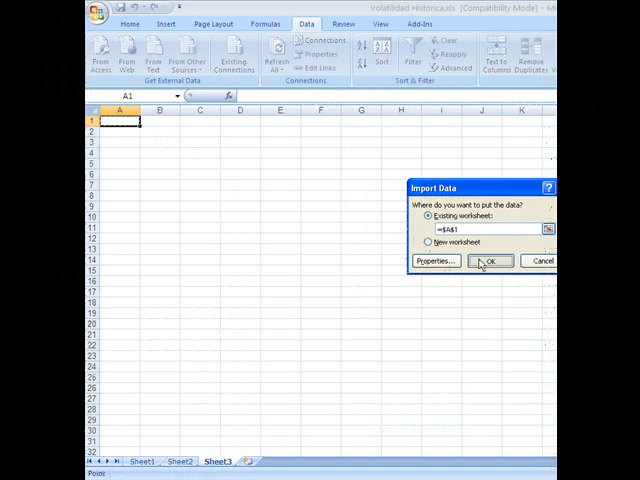 Volatilidad Historica.xls [Compatibility Mode] - Mi
Home Insert Page Layout Formulas Data Review View Add-Ins
From Access From Web From Text From Other Sources Existing Connections
Get External Data
Refresh All Connections Properties Edit Links
Connections
Sort Filter Clear Reapply Advanced
Sort & Filter
Text to Columns Remove Duplicates
A1 fx
A B C D E F G H I J K
1
2
3
4
5
6
7
8
9
10
11
12
13
14
15
16
17
18
19
20
21
22
23
24
25
26
27
28
29
30
31
32
Import Data ?
Where do you want to put the data?
Existing worksheet:
=$A$1
New worksheet
Properties... OK Cancel
Sheet1 Sheet2 Sheet3
Point